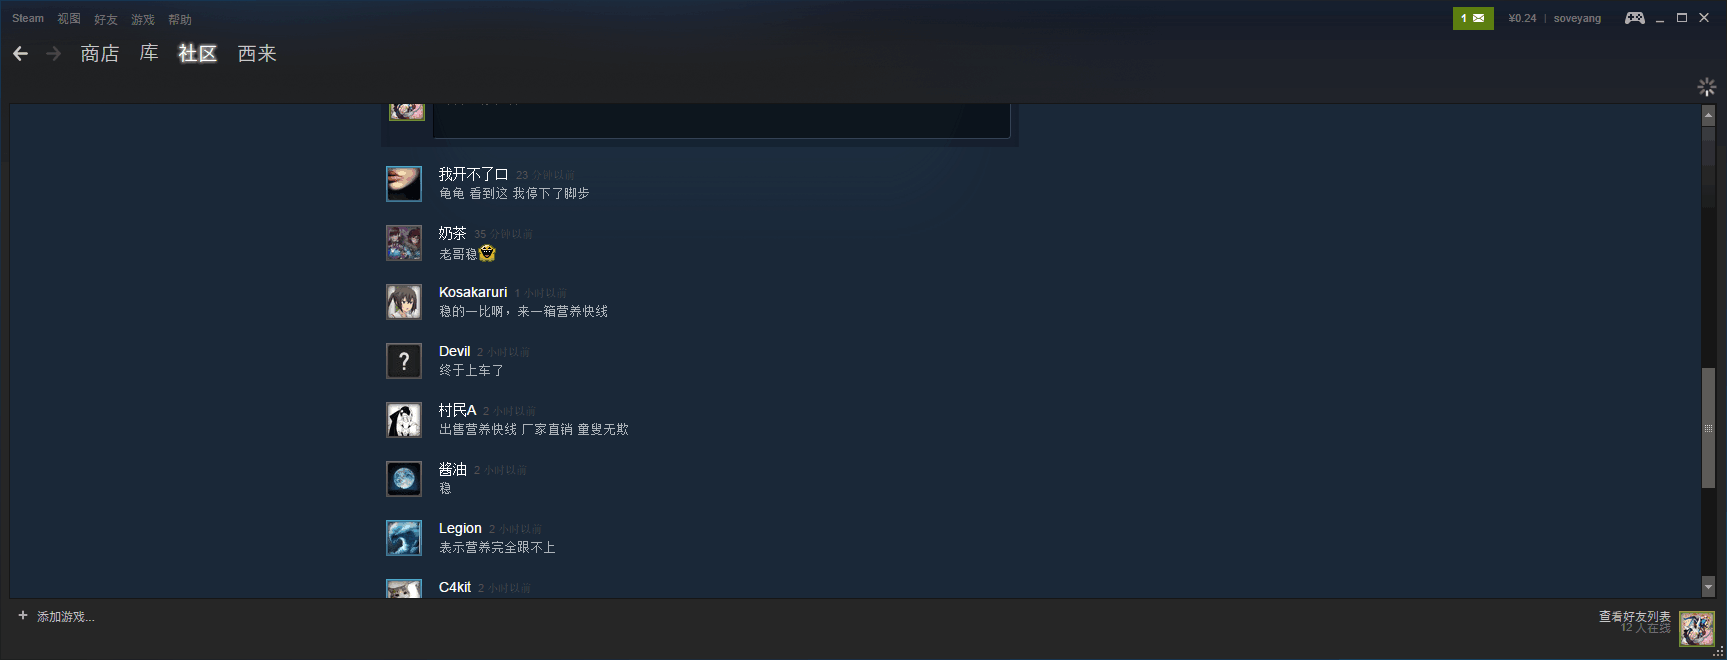 Steam 视图 好友 游戏 帮助
1 ¥0.24 | soveyang
商店 库 社区 西来
我开不了口 23 分钟以前
龟龟 看到这 我停下了脚步
奶茶 35 分钟以前
老哥稳
Kosakaruri 1 小时以前
稳的一比啊，来一箱营养快线
Devil 2 小时以前
终于上车了
村民A 2 小时以前
出售营养快线 厂家直销 童叟无欺
酱油 2 小时以前
稳
Legion 2 小时以前
表示营养完全跟不上
C4kit 2 小时以前
+ 添加游戏...
查看好友列表
12 人在线